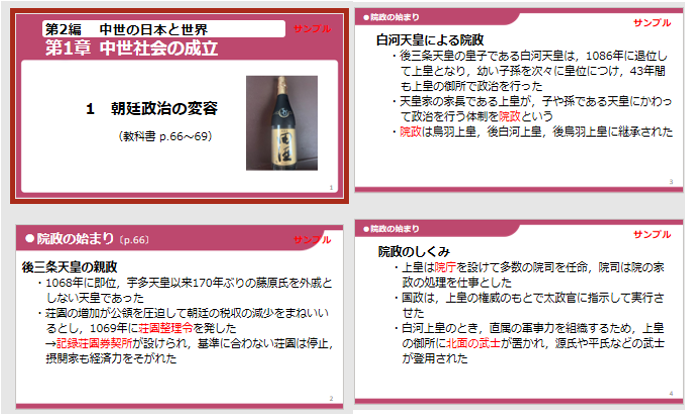 第2編　中世の日本と世界
サンプル
第1章 中世社会の成立
1　朝廷政治の変容
（教科書 p.66～69）
1
●院政の始まり〔p.66〕
サンプル
後三条天皇の親政
・1068年に即位，宇多天皇以来170年ぶりの藤原氏を外戚と
しない天皇であった
・荘園の増加が公領を圧迫して朝廷の税収の減少をまねいい
るとし，1069年に荘園整理令を発した
→記録荘園券契所が設けられ，基準に合わない荘園は停止，
摂関家も経済力をそがれた
2
●院政の始まり
サンプル
白河天皇による院政
・後三条天皇の皇子である白河天皇は，1086年に退位し
て上皇となり，幼い子孫を次々に皇位につけ，43年間
も上皇の御所で政治を行った
・天皇家の家長である上皇が，子や孫である天皇にかわっ
て政治を行う体制を院政という
・院政は鳥羽上皇，後白河上皇，後鳥羽上皇に継承された
3
●院政の始まり
サンプル
院政のしくみ
・上皇は院庁を設けて多数の院司を任命，院司は院の家
政の処理を仕事とした
・国政は，上皇の権威のもとで太政官に指示して実行さ
せた
・白河上皇のとき，直属の軍事力を組織するため，上皇
の御所に北面の武士が置かれ，源氏や平氏などの武士
が登用された
4